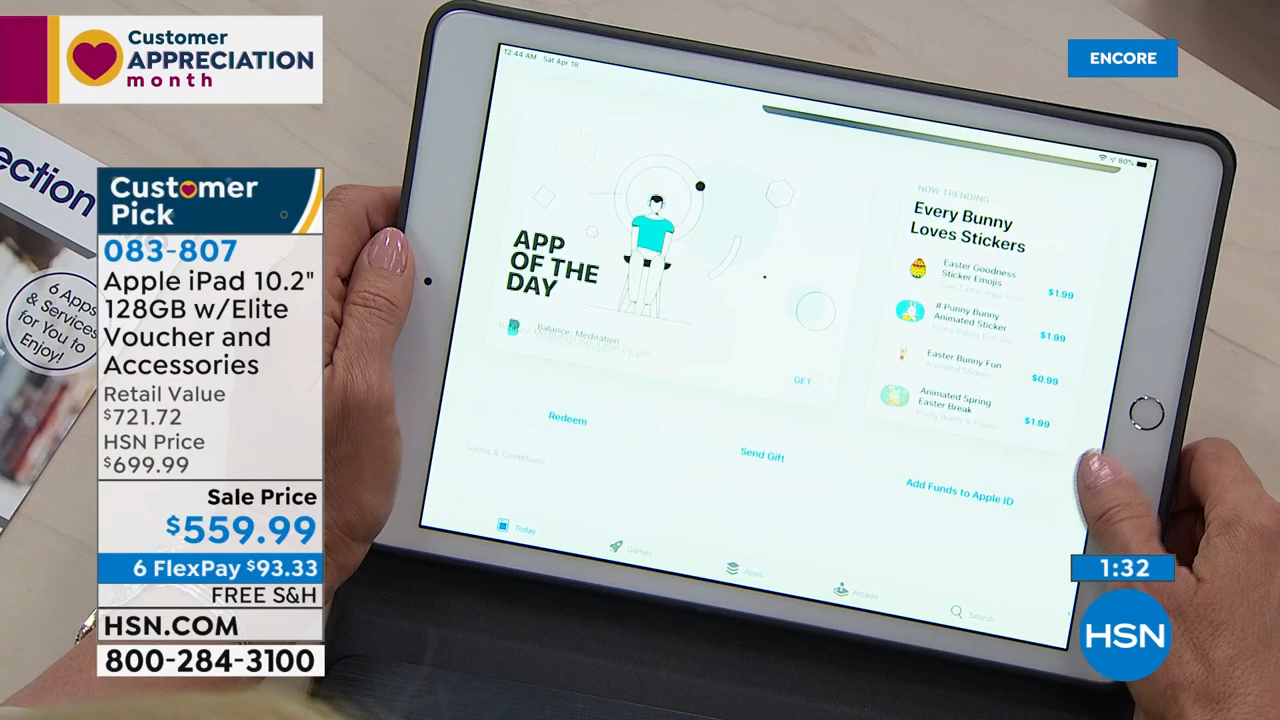 Customer
APPRECIATION
month
ENCORE
ection
6 Apps
& Services
for You to
Enjoy!
Customer
Pick
083-807
Apple iPad 10.2"
128GB w/Elite
Voucher and
Accessories
Retail Value
$721.72
HSN Price
$699.99
Sale Price
$559.99
6 FlexPay $93.33
FREE S&H
HSN.COM
800-284-3100
12:44 AM Sat Apr 18
80%
APP
OF THE
DAY
Balance: Meditation
GET
NOW TRENDING
Every Bunny
Loves Stickers
Easter Goodness
Sticker Emojis
$1.99
# Punny Bunny
Animated Sticker
$1.99
Easter Bunny Fun
Animated Stickers
$0.99
Animated Spring
Easter Break
$1.99
Redeem
Send Gift
Add Funds to Apple ID
Terms & Conditions
Today
Games
Apps
Arcade
Search
1:32
HSN